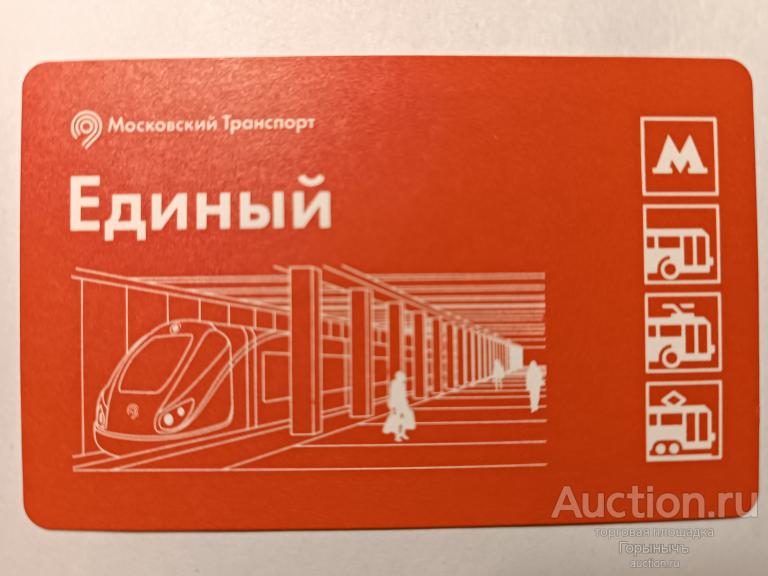 Московский Транспорт
Единый
М
Auction.ru
торговая площадка
Горынычъ
auction.ru